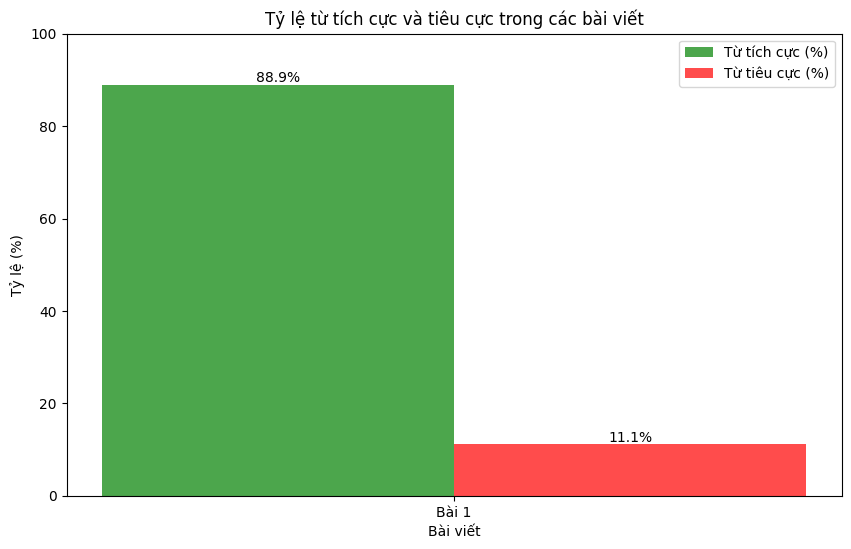 Tỷ lệ từ tích cực và tiêu cực trong các bài viết
100
80
60
40
20
0
Tỷ lệ (%)
Từ tích cực (%)
Từ tiêu cực (%)
88.9%
11.1%
Bài 1
Bài viết